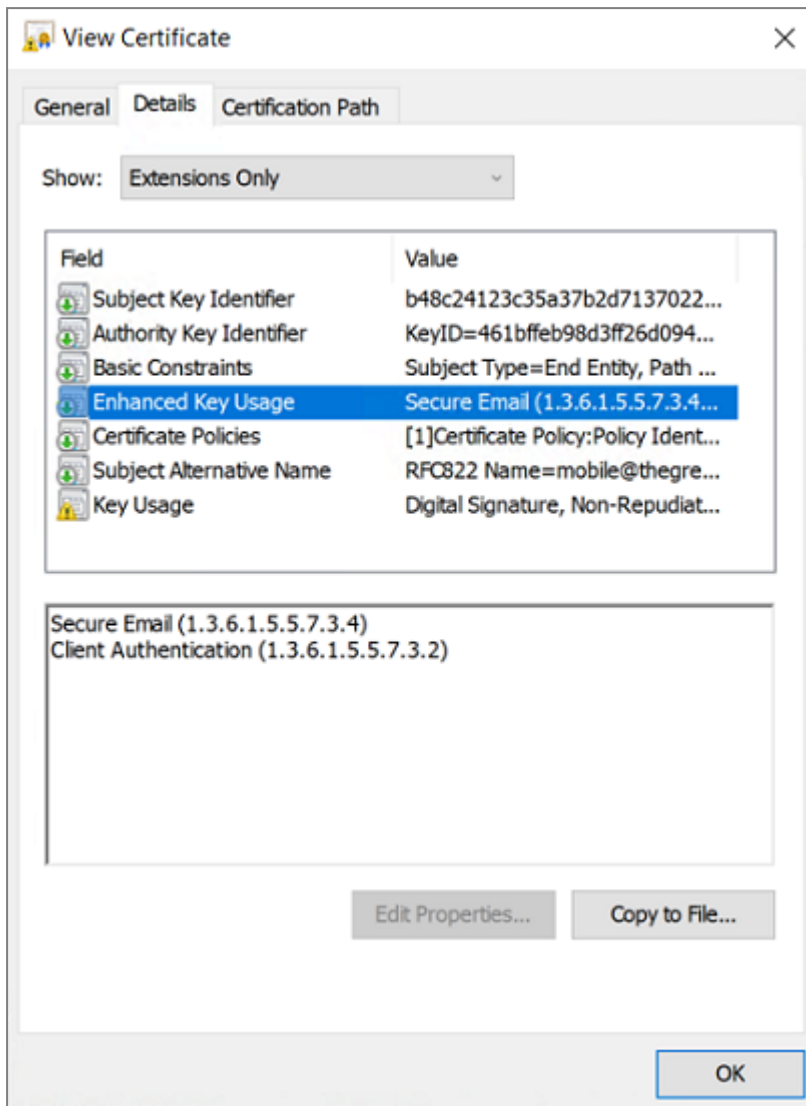 View Certificate
General Details Certification Path
Show: Extensions Only
Field Value
Subject Key Identifier b48c24123c35a37b2d7137022...
Authority Key Identifier KeyID=461bffeb98d3ff26d094...
Basic Constraints Subject Type=End Entity, Path ...
Enhanced Key Usage Secure Email (1.3.6.1.5.5.7.3.4...
Certificate Policies [1]Certificate Policy:Policy Ident...
Subject Alternative Name RFC822 Name=mobile@thegre...
Key Usage Digital Signature, Non-Repudiat...
Secure Email (1.3.6.1.5.5.7.3.4)
Client Authentication (1.3.6.1.5.5.7.3.2)
Edit Properties... Copy to File...
OK